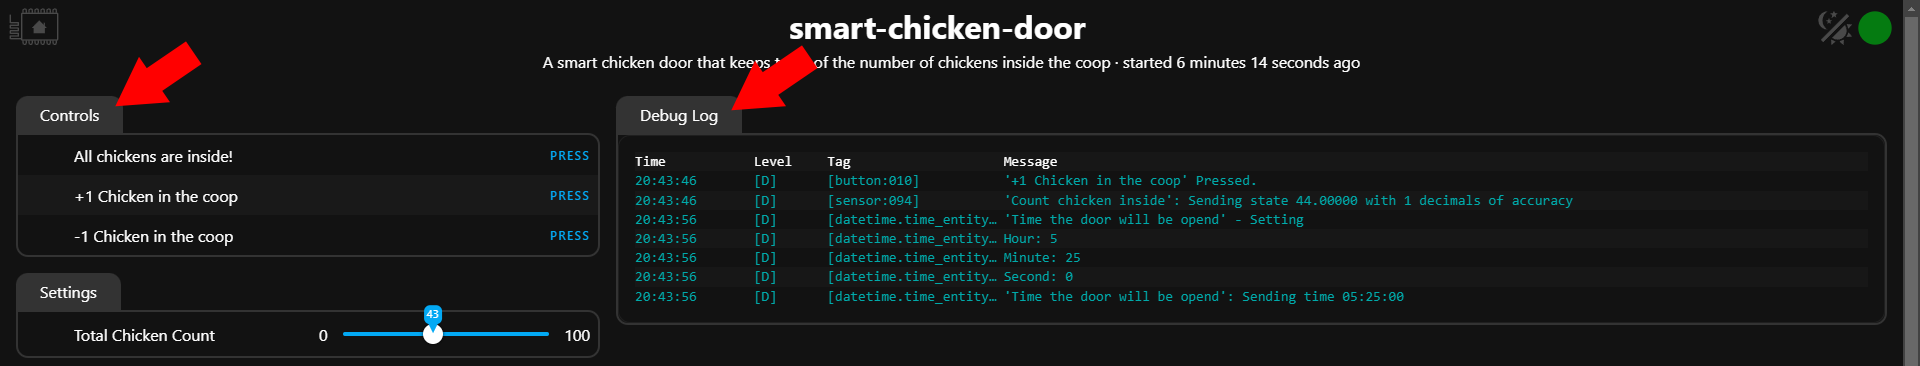 smart-chicken-door
A smart chicken door that keeps of the number of chickens inside the coop · started 6 minutes 14 seconds ago
Controls
All chickens are inside! PRESS
+1 Chicken in the coop PRESS
-1 Chicken in the coop PRESS
Settings
43
Total Chicken Count 0 100
Debug Log
Time Level Tag Message
20:43:46 [D] [button:010] '+1 Chicken in the coop' Pressed.
20:43:46 [D] [sensor:094] 'Count chicken inside': Sending state 44.00000 with 1 decimals of accuracy
20:43:56 [D] [datetime.time_entity… 'Time the door will be opend' - Setting
20:43:56 [D] [datetime.time_entity… Hour: 5
20:43:56 [D] [datetime.time_entity… Minute: 25
20:43:56 [D] [datetime.time_entity… Second: 0
20:43:56 [D] [datetime.time_entity… 'Time the door will be opend': Sending time 05:25:00